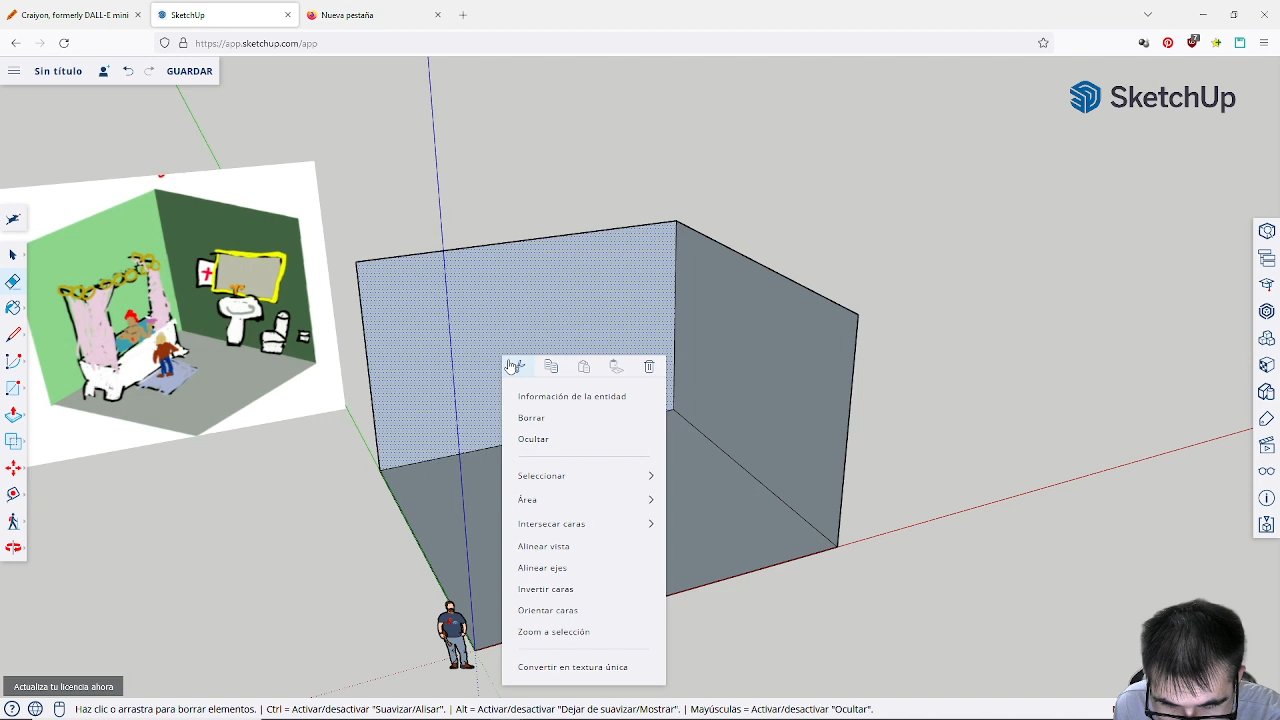 Craiyon, formerly DALL-E mini
SketchUp
Nueva pestaña
https://app.sketchup.com/app
7
Sin título
GUARDAR
SketchUp
Información de la entidad
Borrar
Ocultar
Seleccionar
Área
Intersecar caras
Alinear vista
Alinear ejes
Invertir caras
Orientar caras
Zoom a selección
Convertir en textura única
Actualiza tu licencia ahora
Haz clic o arrastra para borrar elementos. | Ctrl = Activar/desactivar "Suavizar/Alisar". | Alt = Activar/desactivar "Dejar de suavizar/Mostrar". | Mayúsculas = Activar/desactivar "Ocultar".